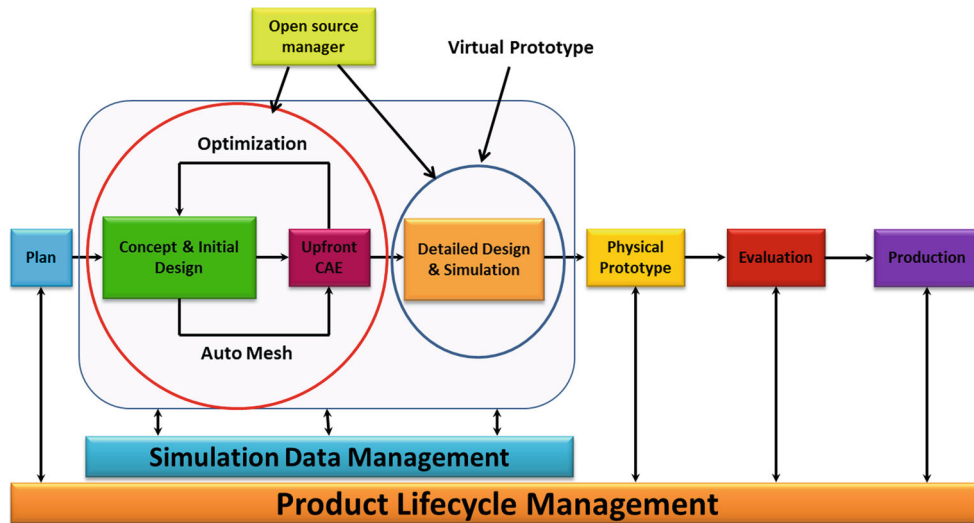 Open source
manager
Virtual Prototype
Optimization
Plan
Concept & Initial
Design
Upfront
CAE
Detailed Design
& Simulation
Physical
Prototype
Evaluation
Production
Auto Mesh
Simulation Data Management
Product Lifecycle Management